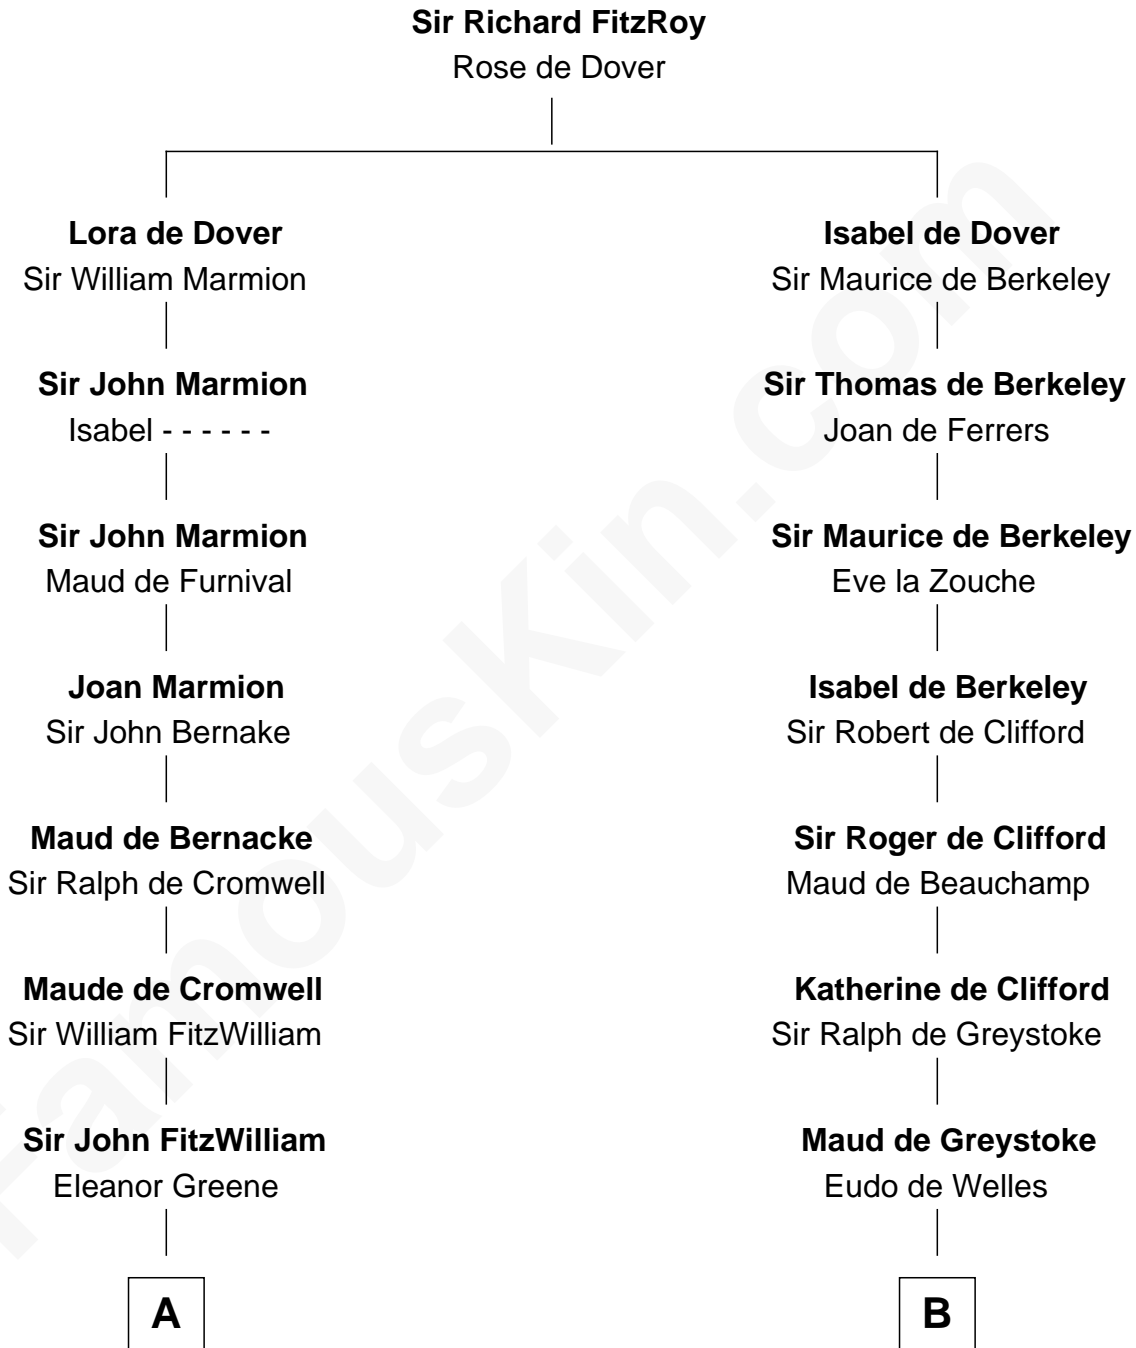 Sir Richard FitzRoy
Rose de Dover
Lora de Dover
Sir William Marmion
Isabel de Dover
Sir Maurice de Berkeley
Sir John Marmion
Isabel - - - - - -
Sir Thomas de Berkeley
Joan de Ferrers
Sir John Marmion
Maud de Furnival
Sir Maurice de Berkeley
Eve la Zouche
Joan Marmion
Sir John Bernake
Isabel de Berkeley
Sir Robert de Clifford
Maud de Bernacke
Sir Ralph de Cromwell
Sir Roger de Clifford
Maud de Beauchamp
Maude de Cromwell
Sir William FitzWilliam
Katherine de Clifford
Sir Ralph de Greystoke
Sir John FitzWilliam
Eleanor Greene
Maud de Greystoke
Eudo de Welles
A
B
FamousKin.com